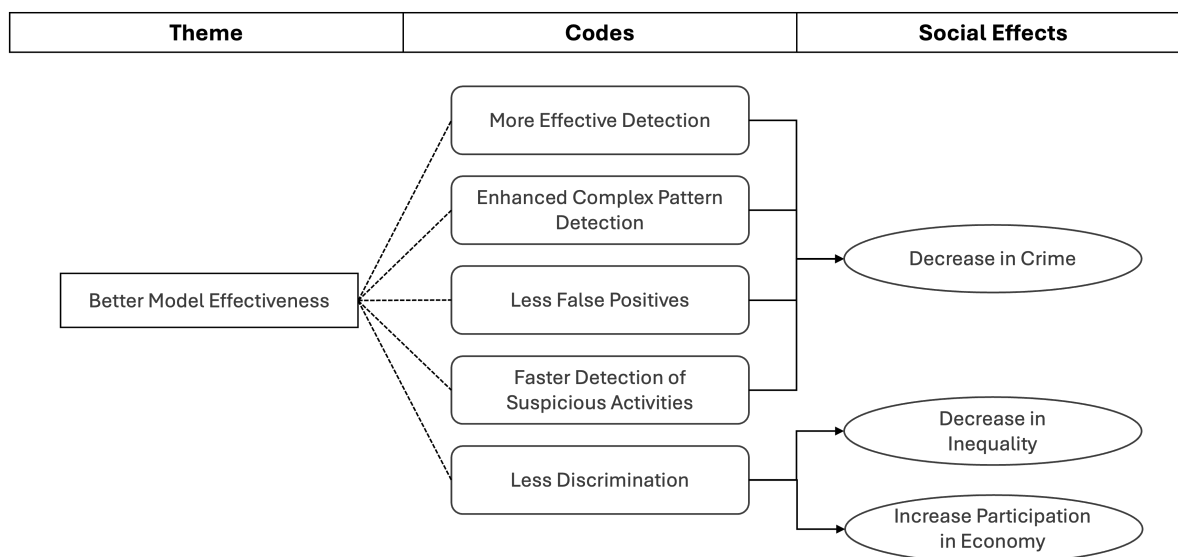 Theme
Codes
Social Effects
More Effective Detection
Enhanced Complex Pattern
Detection
Decrease in Crime
Better Model Effectiveness
Less False Positives
Faster Detection of
Suspicious Activities
Decrease in
Inequality
Less Discrimination
Increase Participation
in Economy